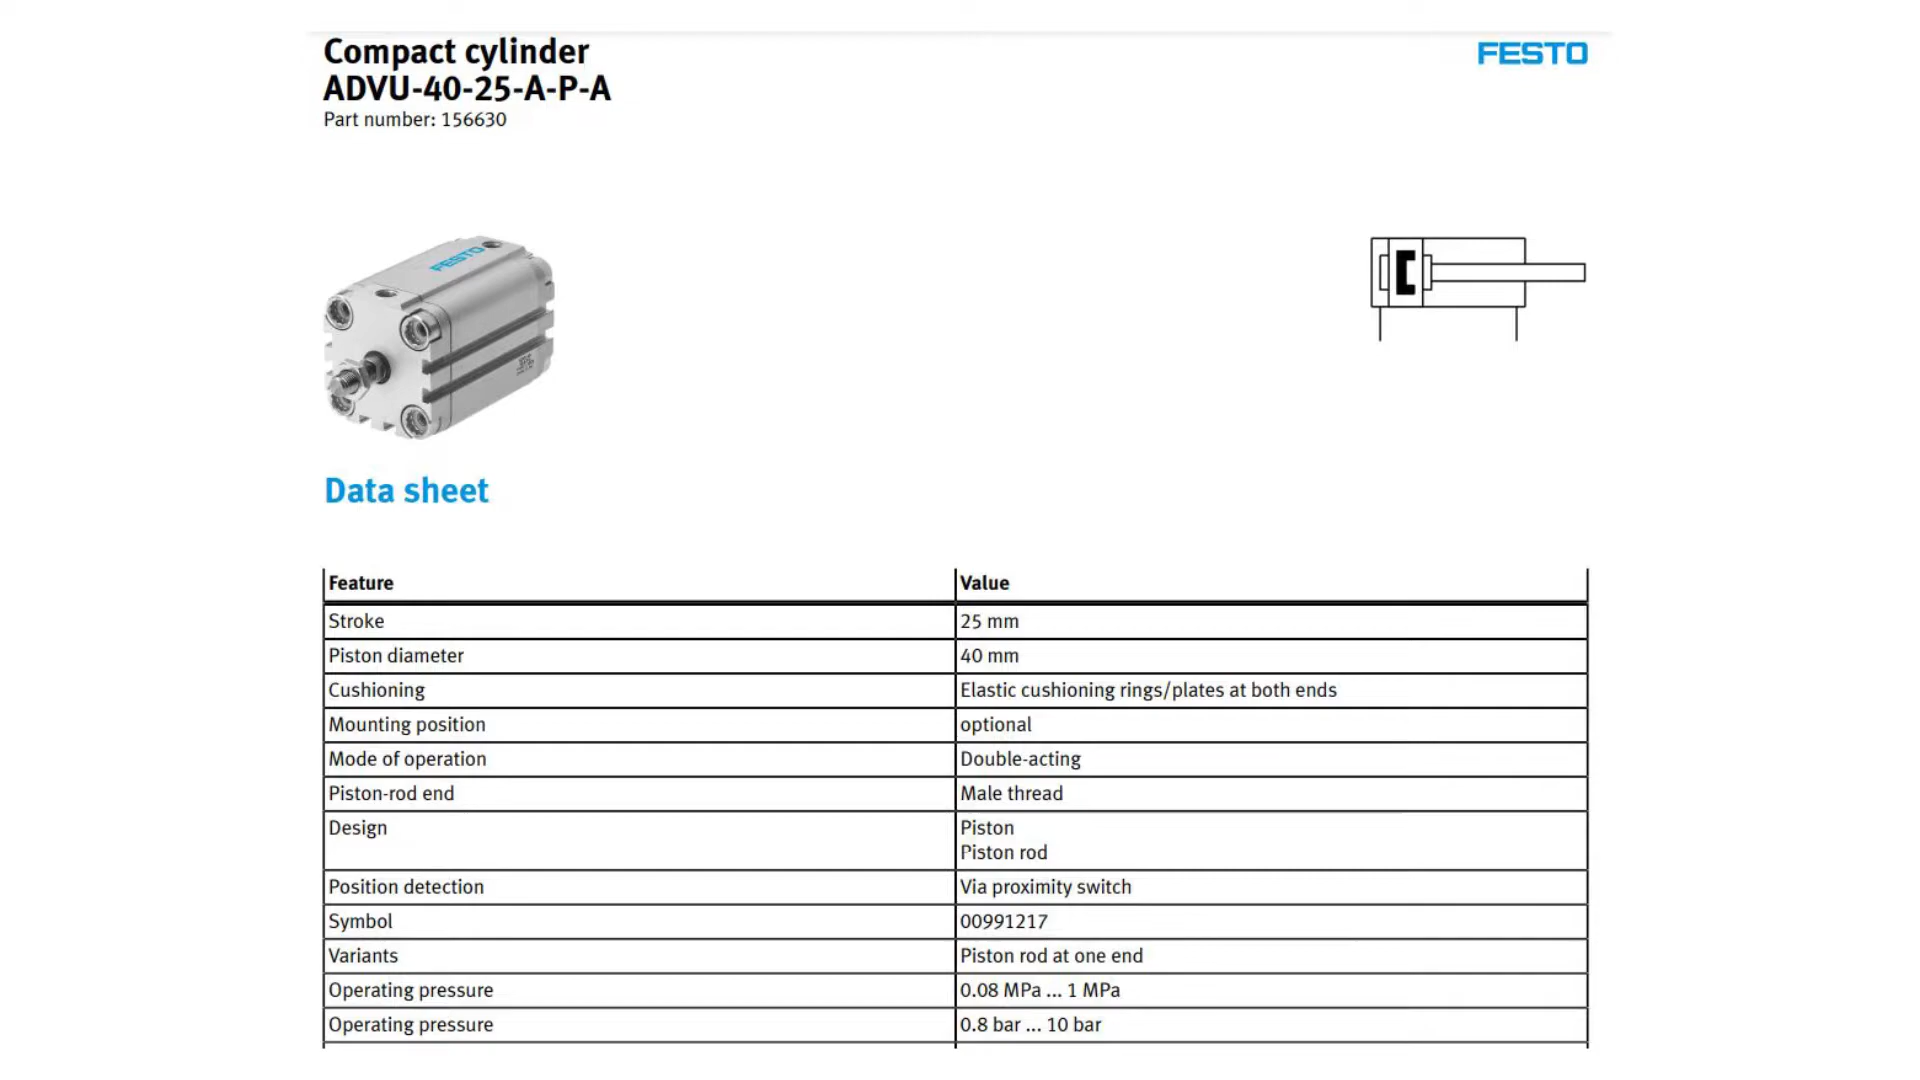 Compact cylinder
ADVU-40-25-A-P-A
Part number: 156630
FESTO
FESTO
Data sheet
Feature Value
Stroke 25 mm
Piston diameter 40 mm
Cushioning Elastic cushioning rings/plates at both ends
Mounting position optional
Mode of operation Double-acting
Piston-rod end Male thread
Design Piston
Piston rod
Position detection Via proximity switch
Symbol 00991217
Variants Piston rod at one end
Operating pressure 0.08 MPa ... 1 MPa
Operating pressure 0.8 bar ... 10 bar